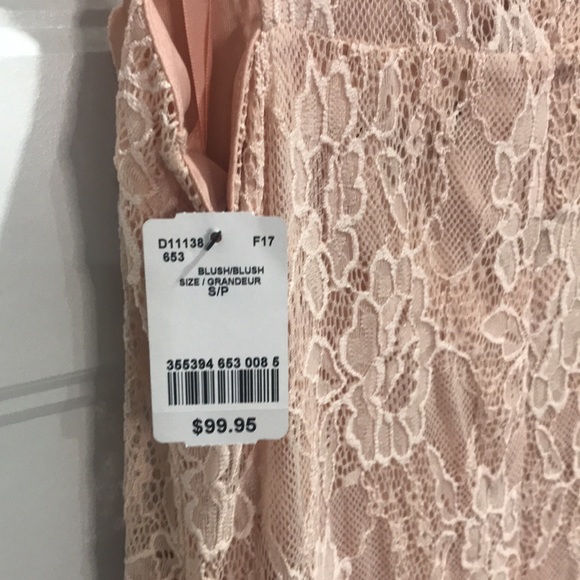 D11138 F17
653
BLUSH/BLUSH
SIZE / GRANDEUR
S/P
355394 653 008 5
$99.95